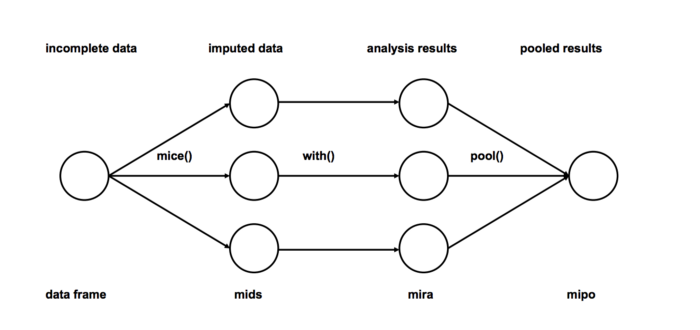 incomplete data imputed data analysis results pooled results
mice() with() pool()
data frame mids mira mipo